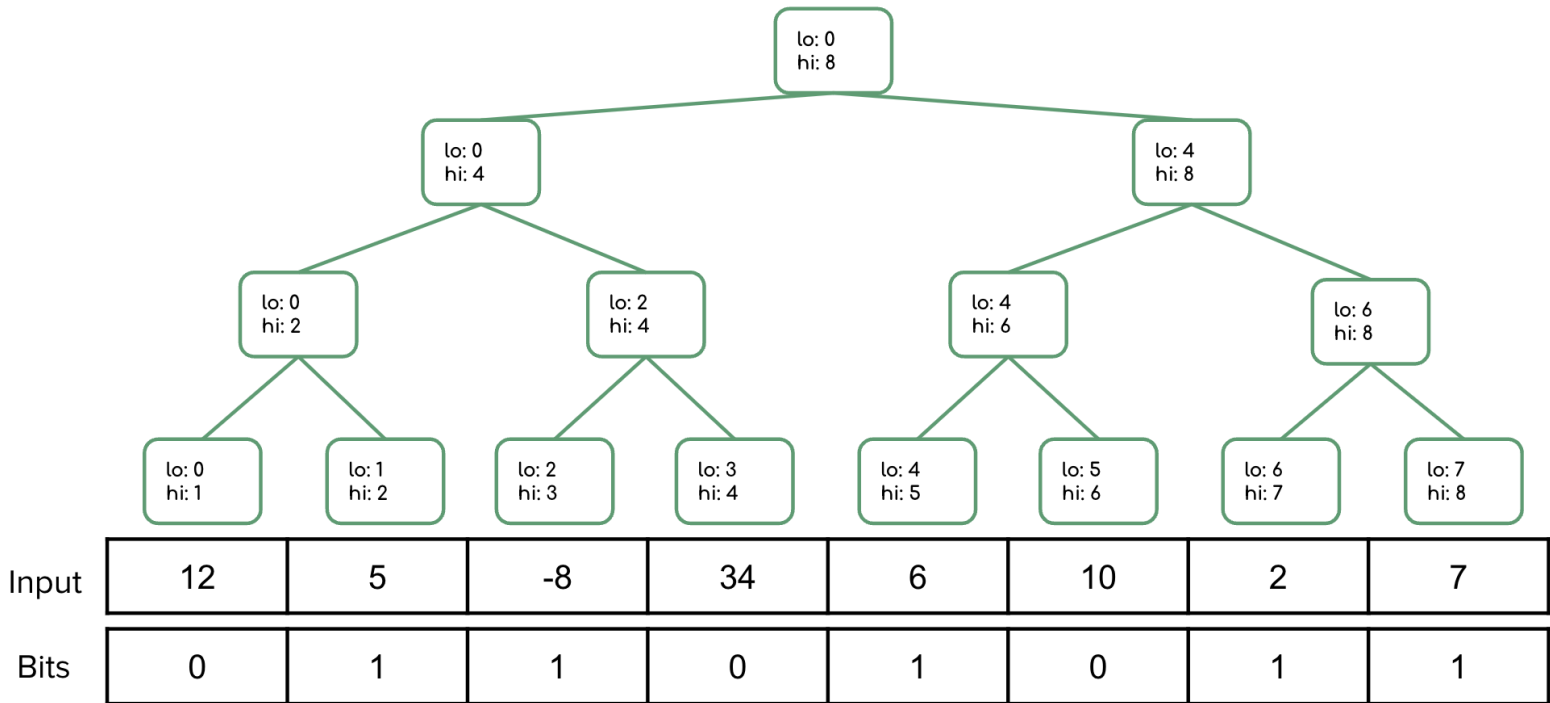 lo: 0
hi: 8
lo: 0
hi: 4
lo: 4
hi: 8
lo: 0
hi: 2
lo: 2
hi: 4
lo: 4
hi: 6
lo: 6
hi: 8
lo: 0
hi: 1
lo: 1
hi: 2
lo: 2
hi: 3
lo: 3
hi: 4
lo: 4
hi: 5
lo: 5
hi: 6
lo: 6
hi: 7
lo: 7
hi: 8
Input 12 5 -8 34 6 10 2 7
Bits 0 1 1 0 1 0 1 1